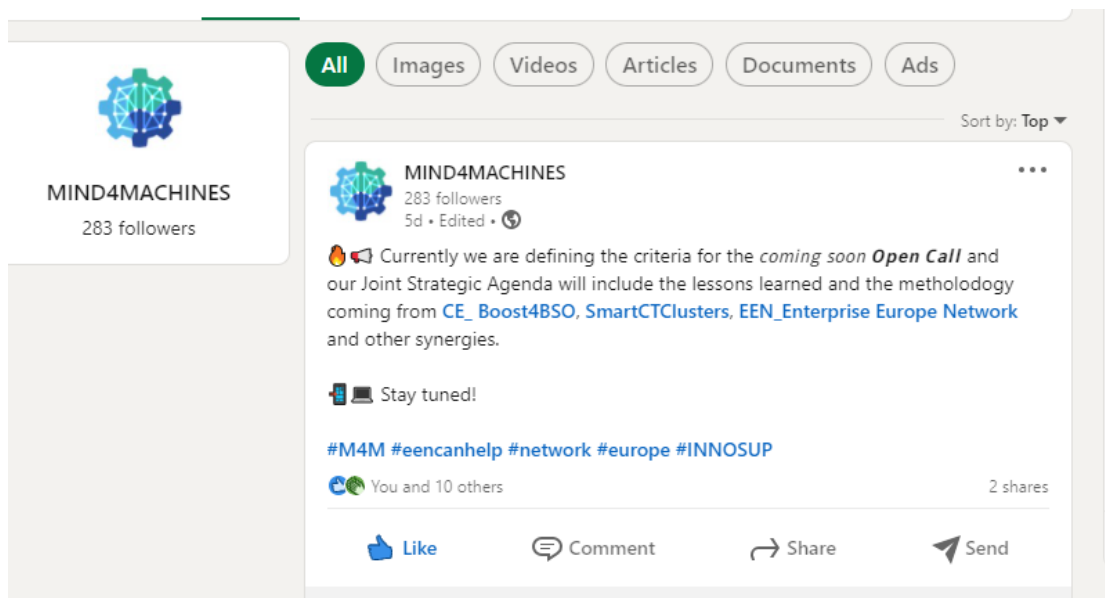 All
Images
Videos
Articles
Documents
Ads
Sort by: Top
MIND4MACHINES
283 followers
MIND4MACHINES
283 followers
5d • Edited •
Currently we are defining the criteria for the coming soon Open Call and
our Joint Strategic Agenda will include the lessons learned and the metholodogy
coming from CE_ Boost4BSO, SmartCTClusters, EEN_Enterprise Europe Network
and other synergies.
Stay tuned!
#M4M #eencanhelp #network #europe #INNOSUP
You and 10 others
2 shares
Like
Comment
Share
Send